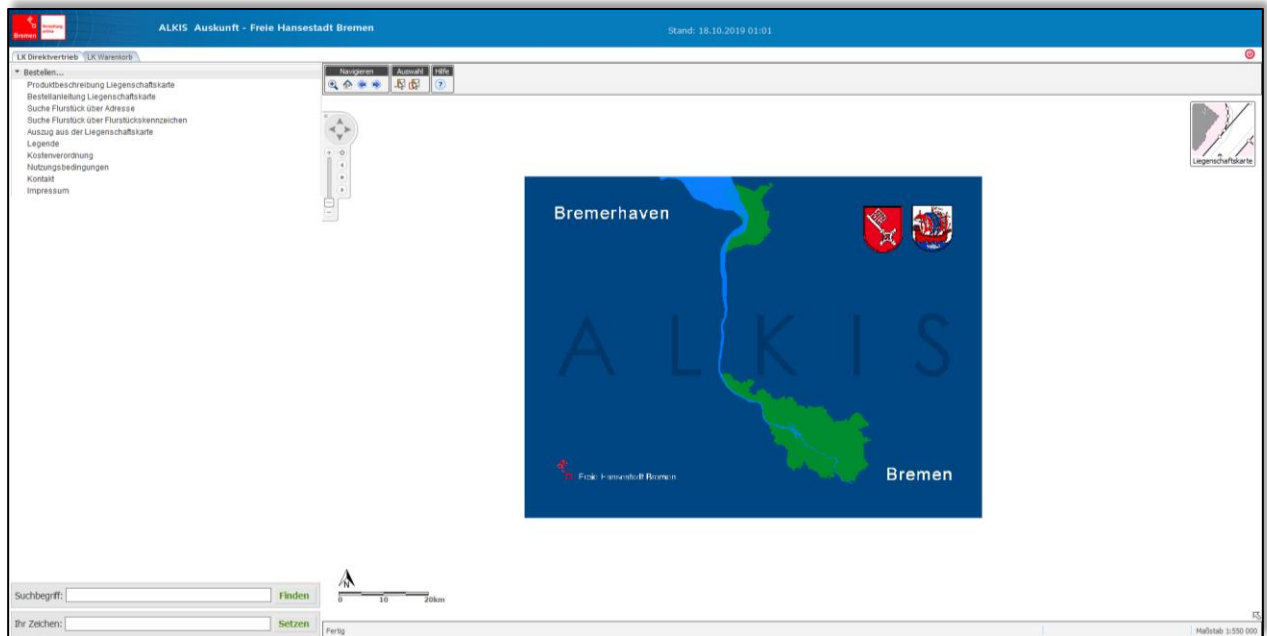 Bremen
Verwaltung
online
ALKIS Auskunft - Freie Hansestadt Bremen
Stand: 18.10.2019 01:01
LK Direktvertrieb
LK Warenkorb
Bestellen...
Produktbeschreibung Liegenschaftskarte
Bestellanleitung Liegenschaftskarte
Suche Flurstück über Adresse
Suche Flurstück über Flurstückskennzeichen
Auszug aus der Liegenschaftskarte
Legende
Kostenverordnung
Nutzungsbedingungen
Kontakt
Impressum
Navigieren
Auswahl
Hilfe
Liegenschaftskarte
Bremerhaven
ALKIS
Freie Hansestadt Bremen
Bremen
N
0 10 20km
Suchbegriff:
Finden
Ihr Zeichen:
Setzen
Fertig
Maßstab 1:550 000